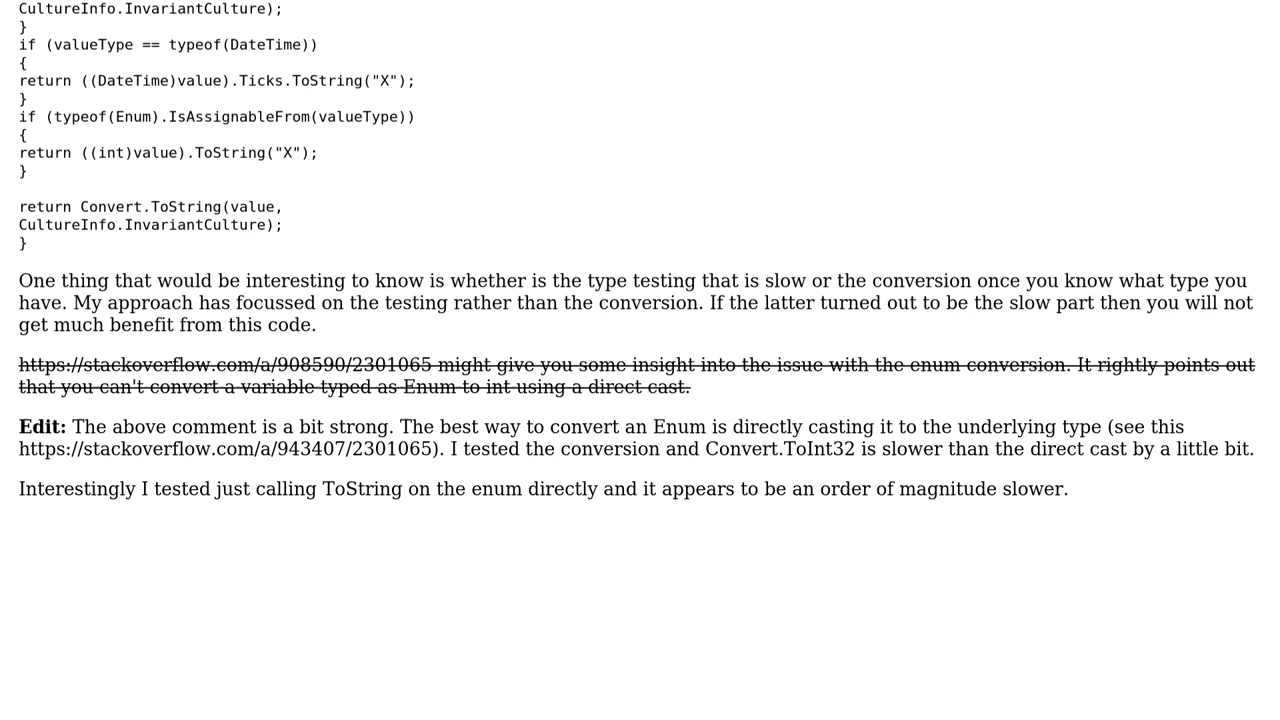 CultureInfo.InvariantCulture);
}
if (valueType == typeof(DateTime))
{
return ((DateTime)value).Ticks.ToString("X");
}
if (typeof(Enum).IsAssignableFrom(valueType))
{
return ((int)value).ToString("X");
}
return Convert.ToString(value,
CultureInfo.InvariantCulture);
}
One thing that would be interesting to know is whether is the type testing that is slow or the conversion once you know what type you
have. My approach has focussed on the testing rather than the conversion. If the latter turned out to be the slow part then you will not
get much benefit from this code.
https://stackoverflow.com/a/908590/2301065 might give you some insight into the issue with the enum conversion. It rightly points out
that you can't convert a variable typed as Enum to int using a direct cast.
Edit: The above comment is a bit strong. The best way to convert an Enum is directly casting it to the underlying type (see this
https://stackoverflow.com/a/943407/2301065). I tested the conversion and Convert.ToInt32 is slower than the direct cast by a little bit.
Interestingly I tested just calling ToString on the enum directly and it appears to be an order of magnitude slower.